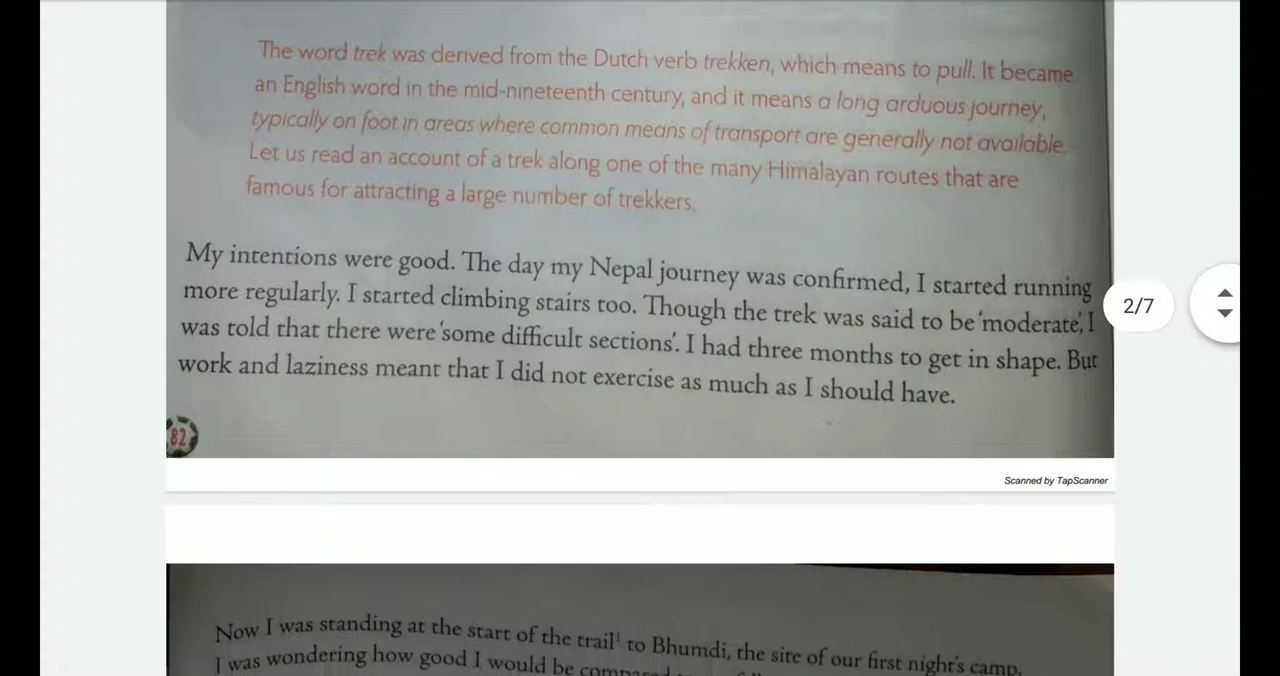 The word trek was derived from the Dutch verb trekken, which means to pull. It became
an English word in the mid-nineteenth century, and it means a long arduous journey,
typically on foot in areas where common means of transport are generally not available.
Let us read an account of a trek along one of the many Himalayan routes that are
famous for attracting a large number of trekkers.
My intentions were good. The day my Nepal journey was confirmed, I started running
more regularly. I started climbing stairs too. Though the trek was said to be 'moderate', I
was told that there were 'some difficult sections'. I had three months to get in shape. But
work and laziness meant that I did not exercise as much as I should have.
2/7
82
Scanned by TapScanner
Now I was standing at the start of the trail¹ to Bhumdi, the site of our first night's camp.
I was wondering how good I would be compared